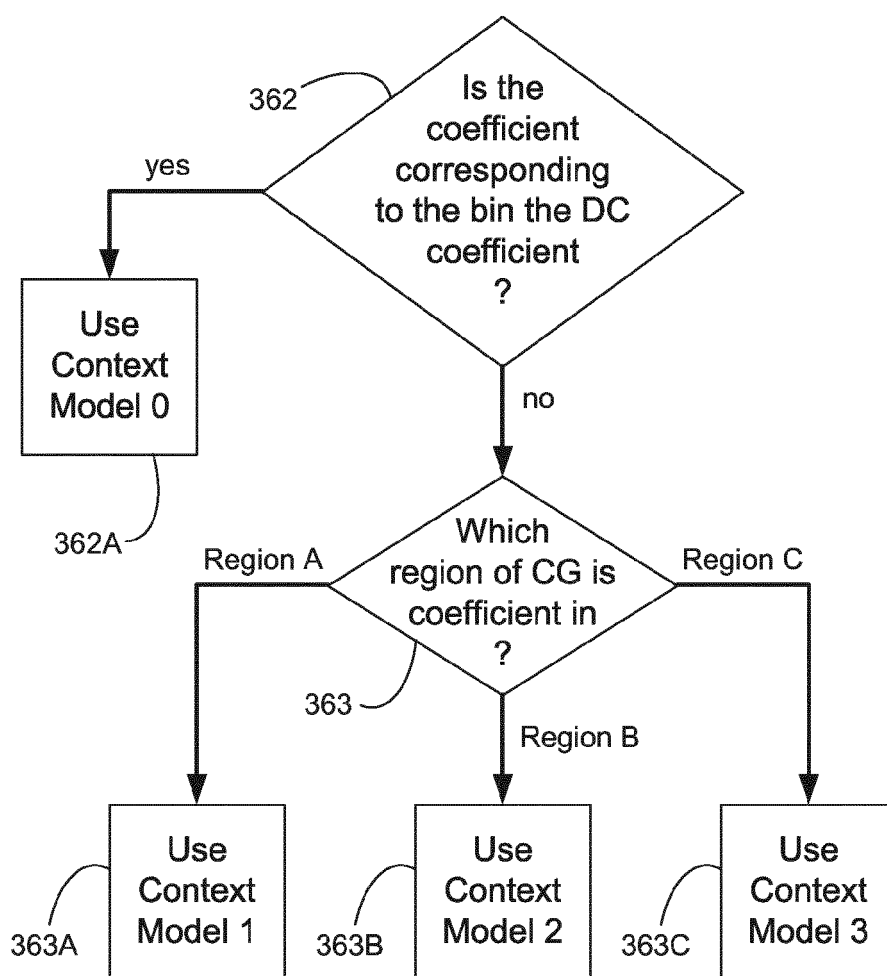 362
Is the
coefficient
corresponding
to the bin the DC
coefficient
?
yes
Use
Context
Model 0
362A
no
Which
region of CG is
coefficient in
?
363
Region A
Region B
Region C
Use
Context
Model 1
363A
Use
Context
Model 2
363B
Use
Context
Model 3
363C